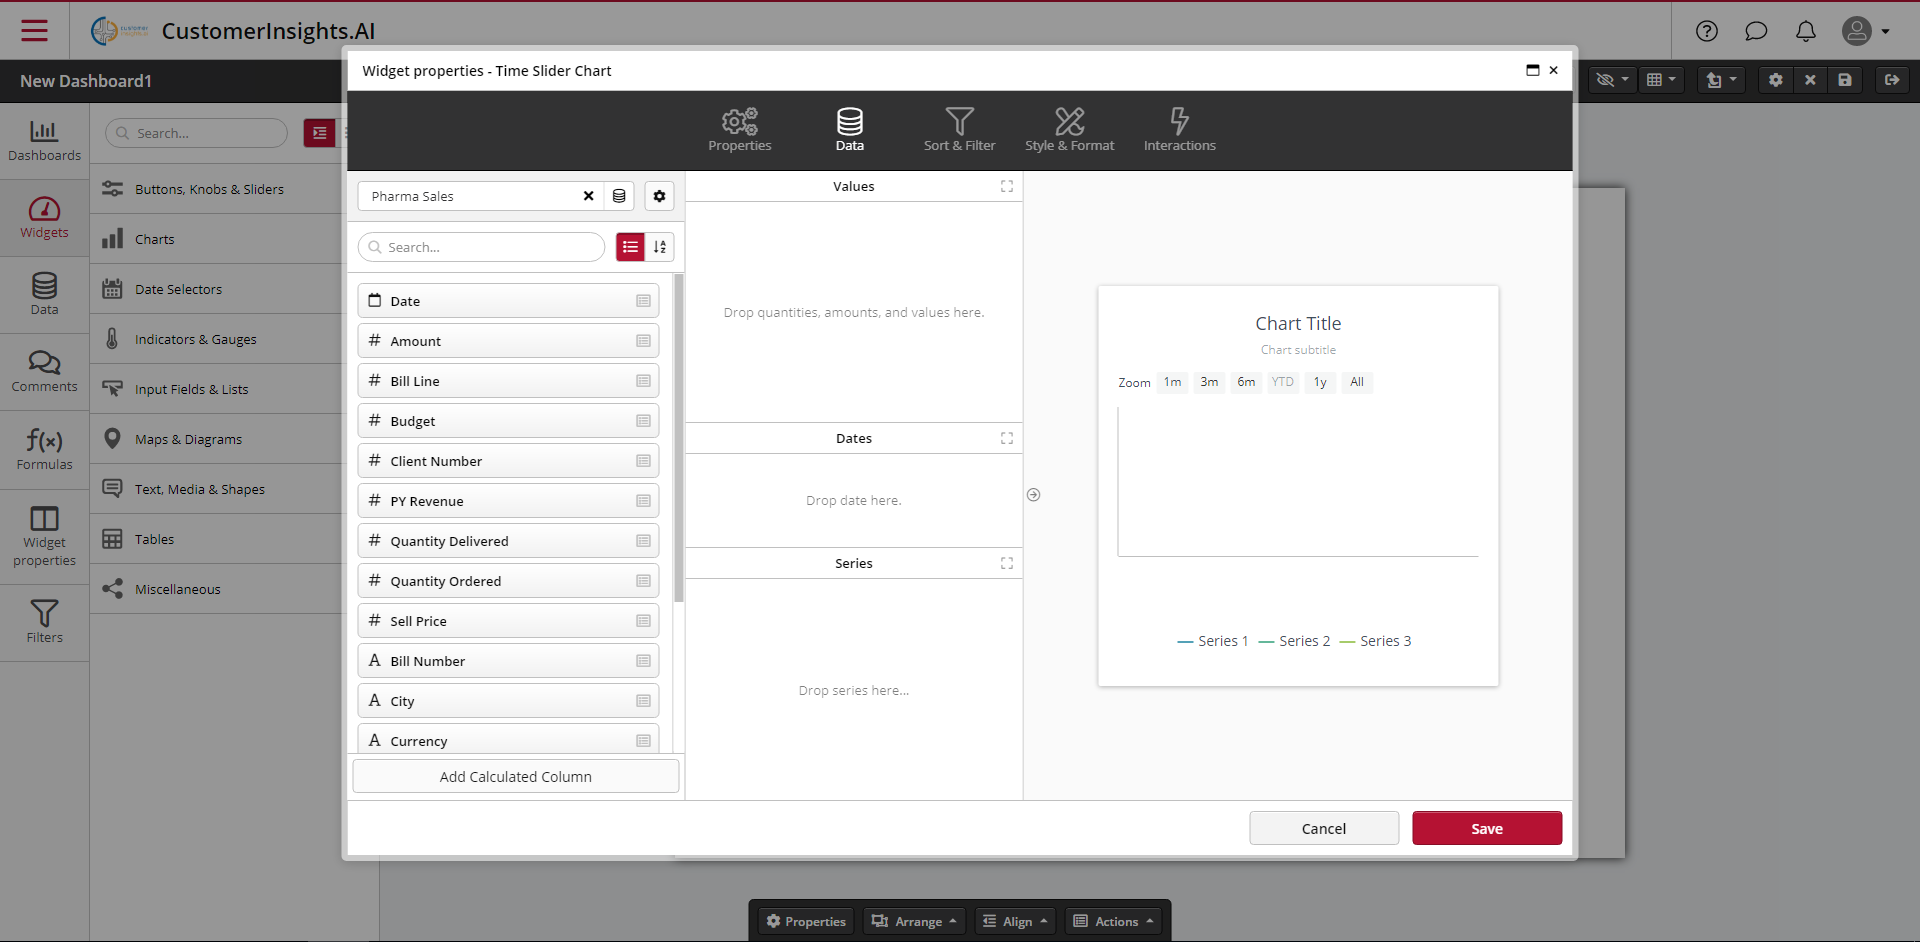 CustomerInsights.AI
New Dashboard1
Dashboards
Widgets
Data
Comments
Formulas
Widget
properties
Filters
Search...
Buttons, Knobs & Sliders
Charts
Date Selectors
Indicators & Gauges
Input Fields & Lists
Maps & Diagrams
Text, Media & Shapes
Tables
Miscellaneous
Widget properties - Time Slider Chart
Properties
Data
Sort & Filter
Style & Format
Interactions
Pharma Sales
Search...
Date
Amount
Bill Line
Budget
Client Number
PY Revenue
Quantity Delivered
Quantity Ordered
Sell Price
Bill Number
City
Currency
Add Calculated Column
Values
Drop quantities, amounts, and values here.
Dates
Drop date here.
Series
Drop series here...
Chart Title
Chart subtitle
Zoom 1m 3m 6m YTD 1y All
Series 1 Series 2 Series 3
Cancel Save
Properties Arrange Align Actions